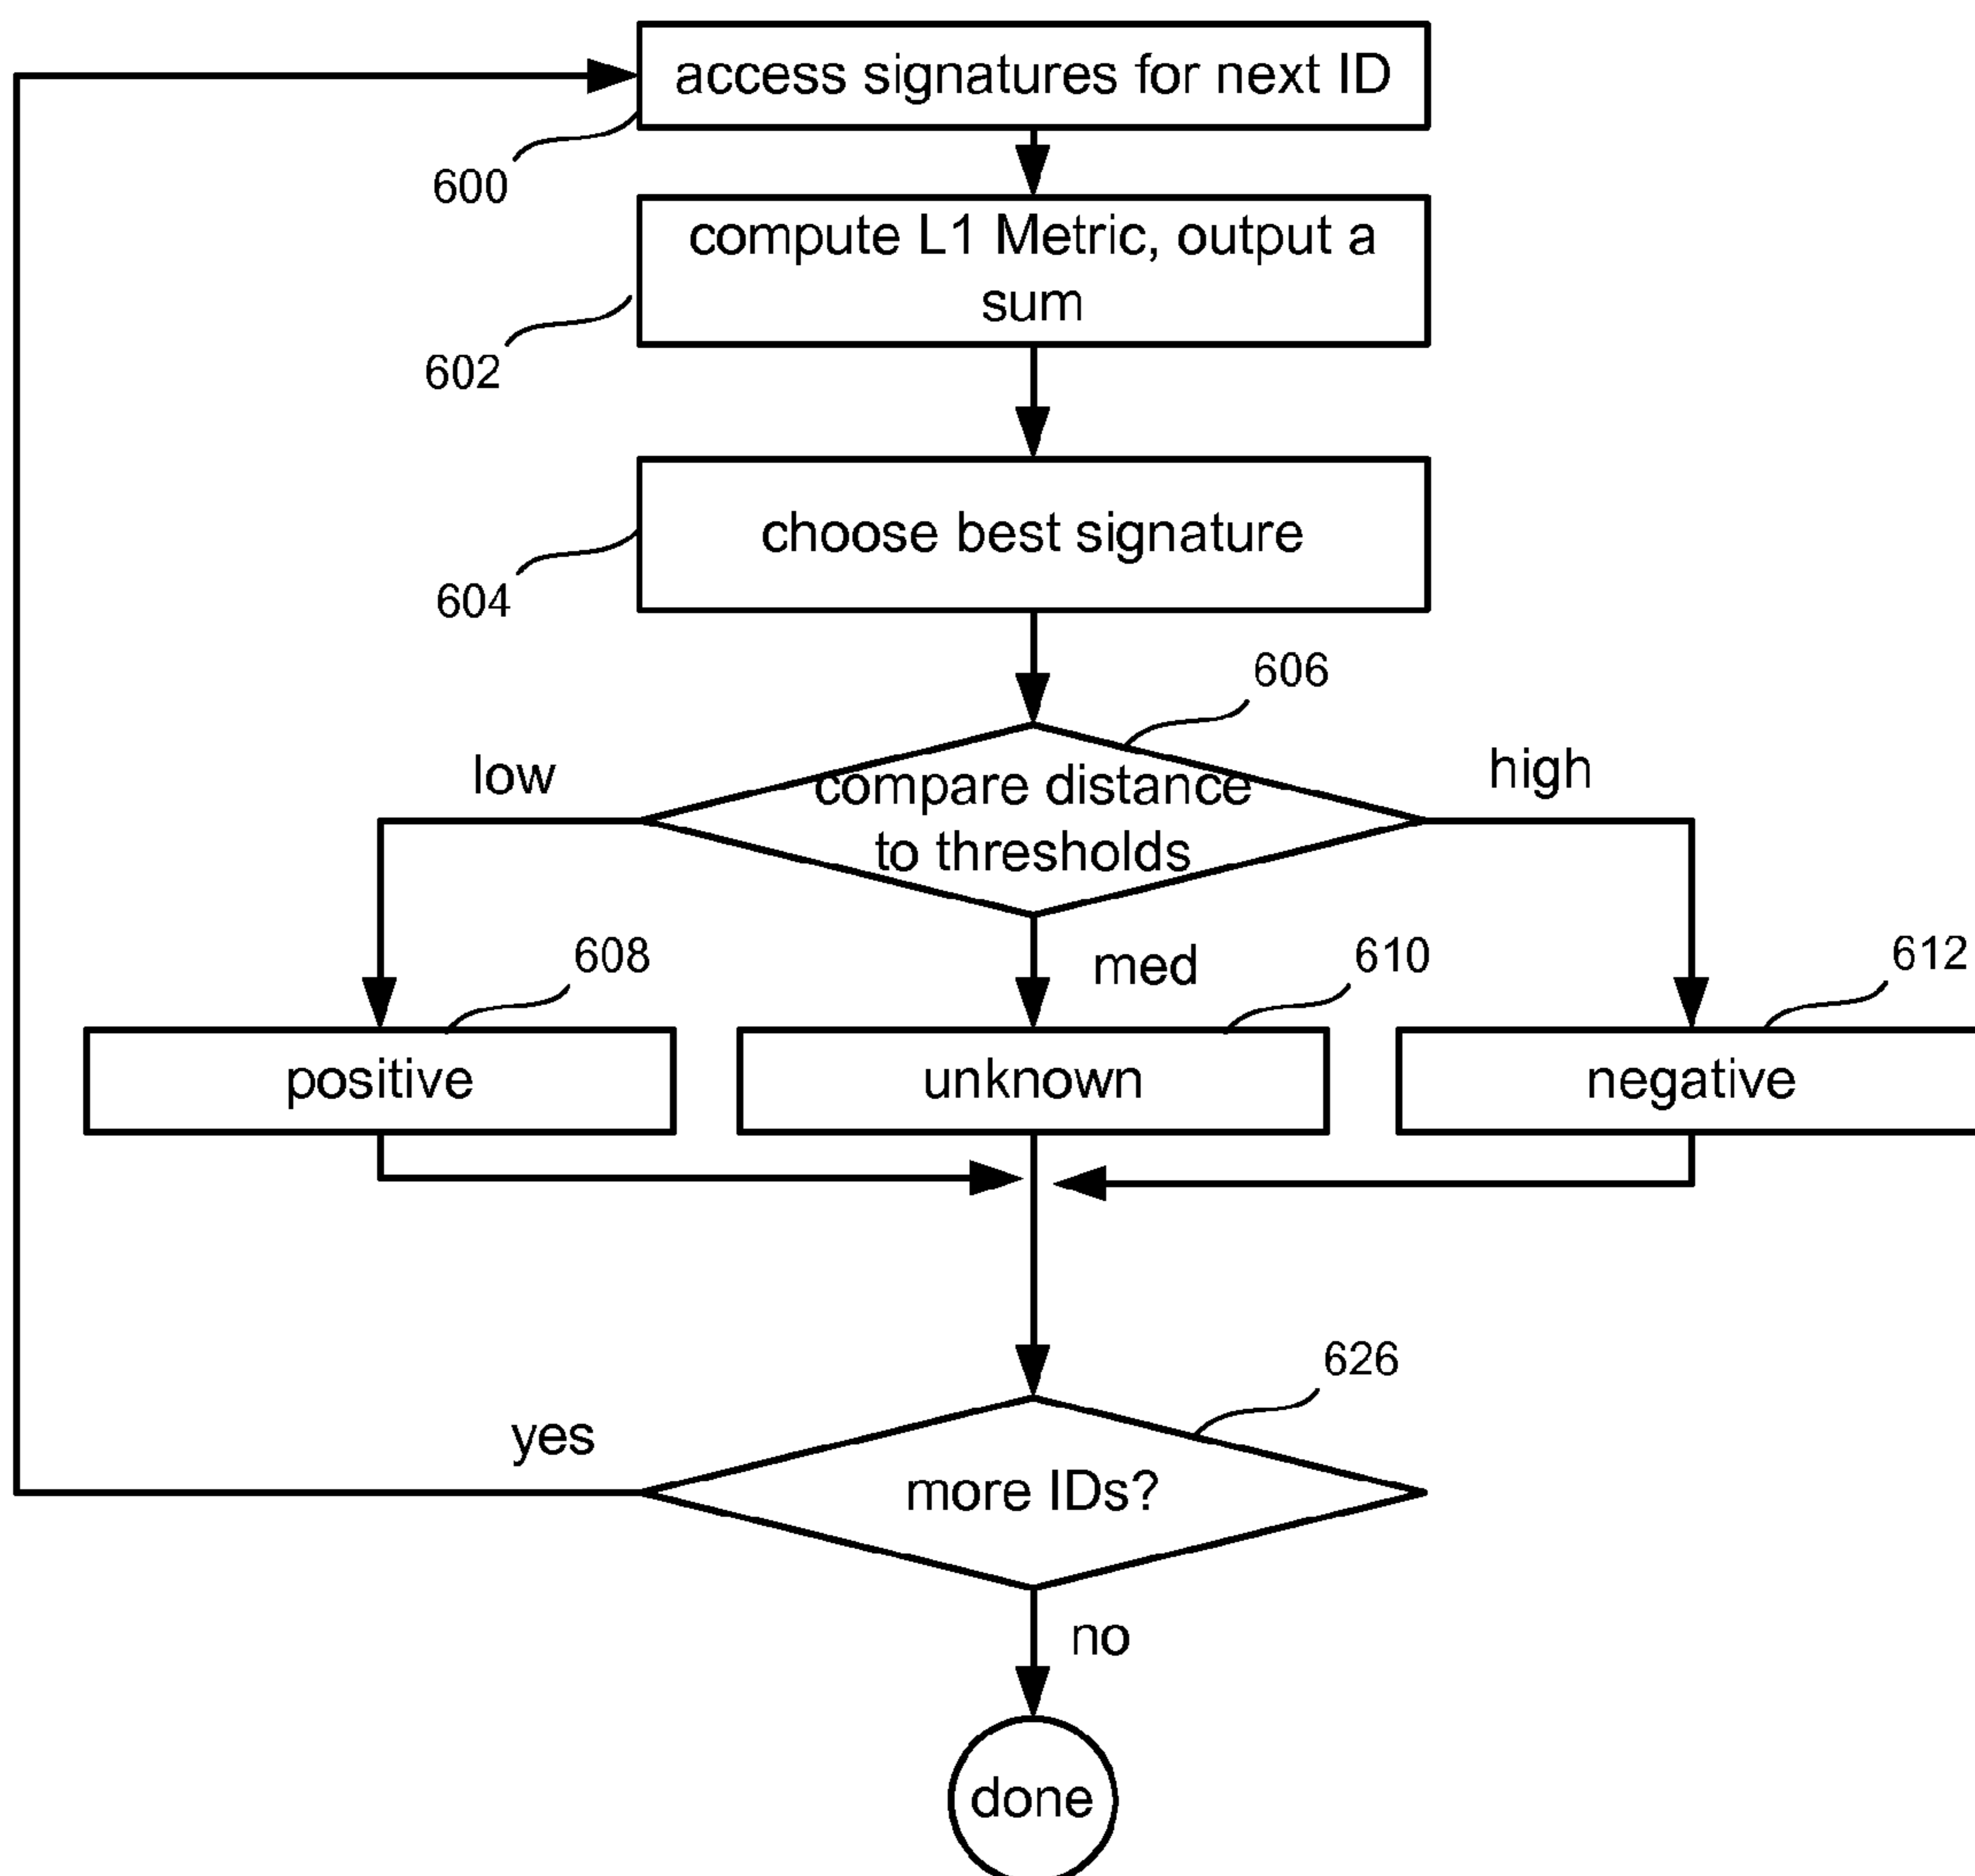 access signatures for next ID
600
compute L1 Metric, output a
sum
602
choose best signature
604
606
low
high
compare distance
to thresholds
608
med
610
612
positive
unknown
negative
626
yes
more IDs?
no
done